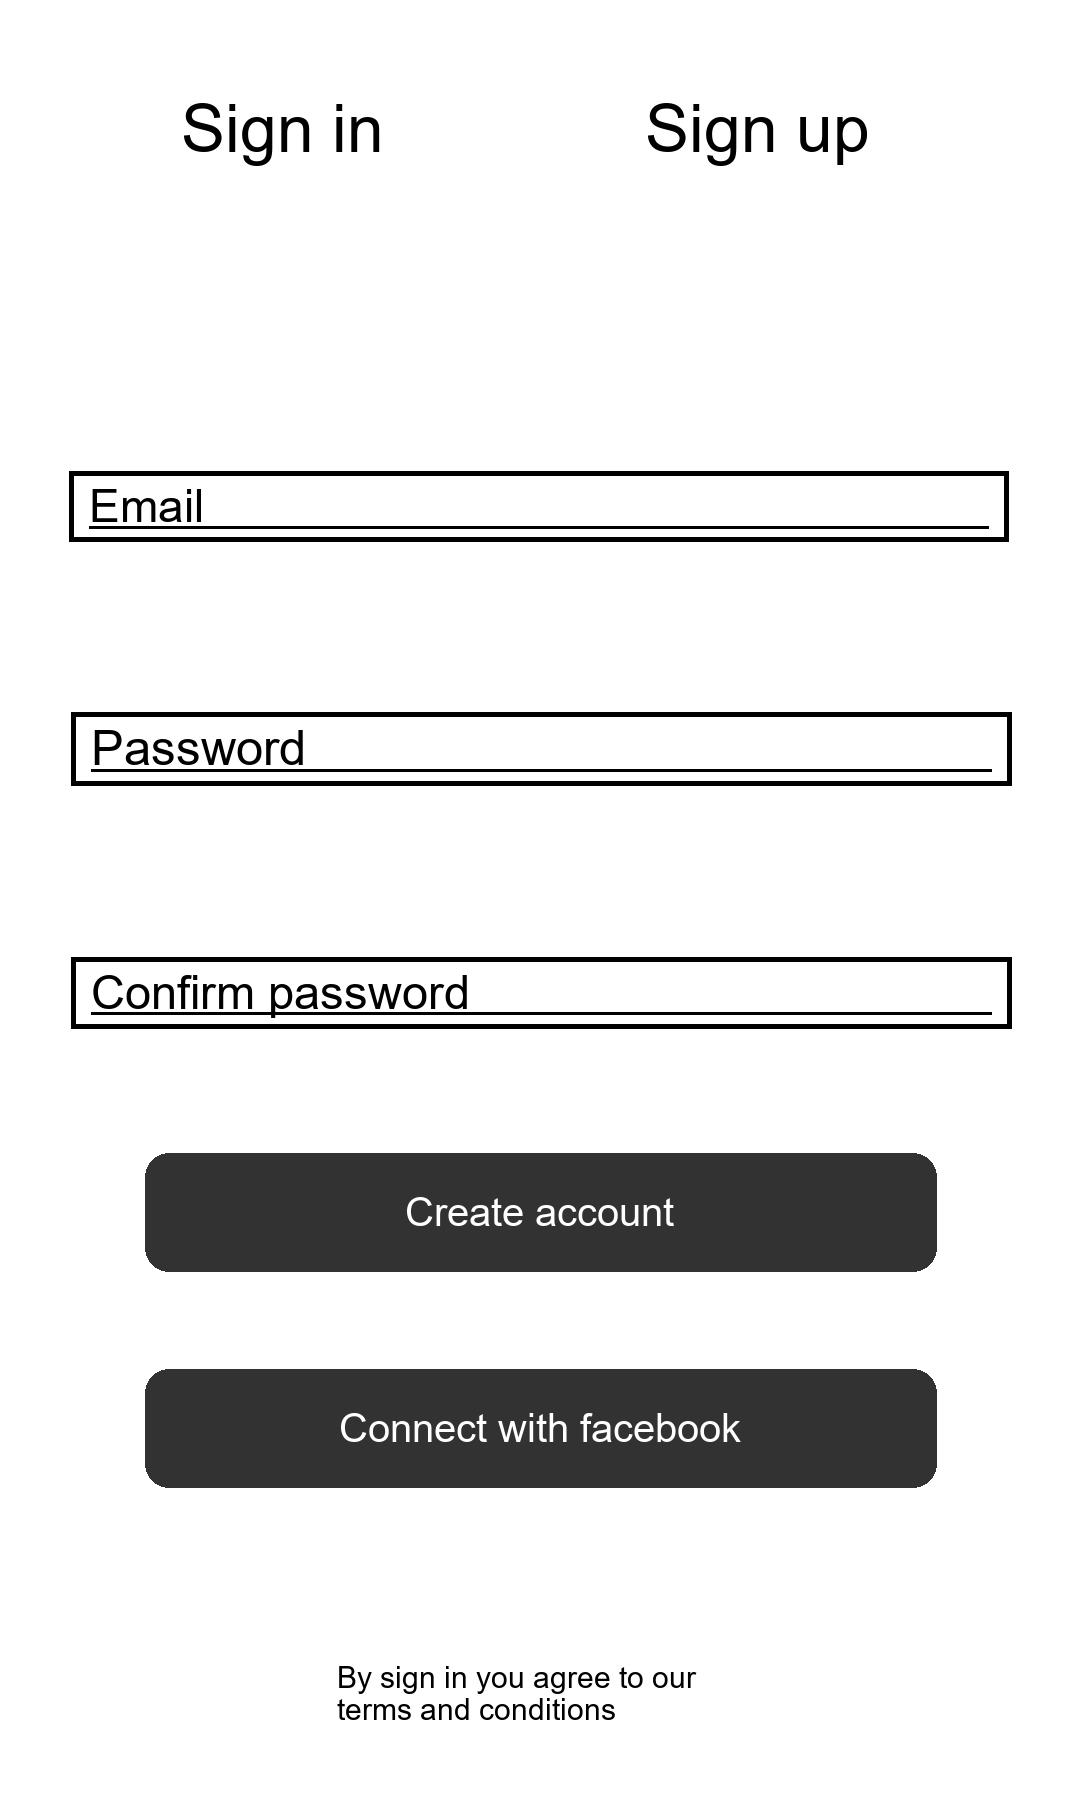 Sign in Sign up
Email
Password
Confirm password
Create account
Connect with facebook
By sign in you agree to our
terms and conditions